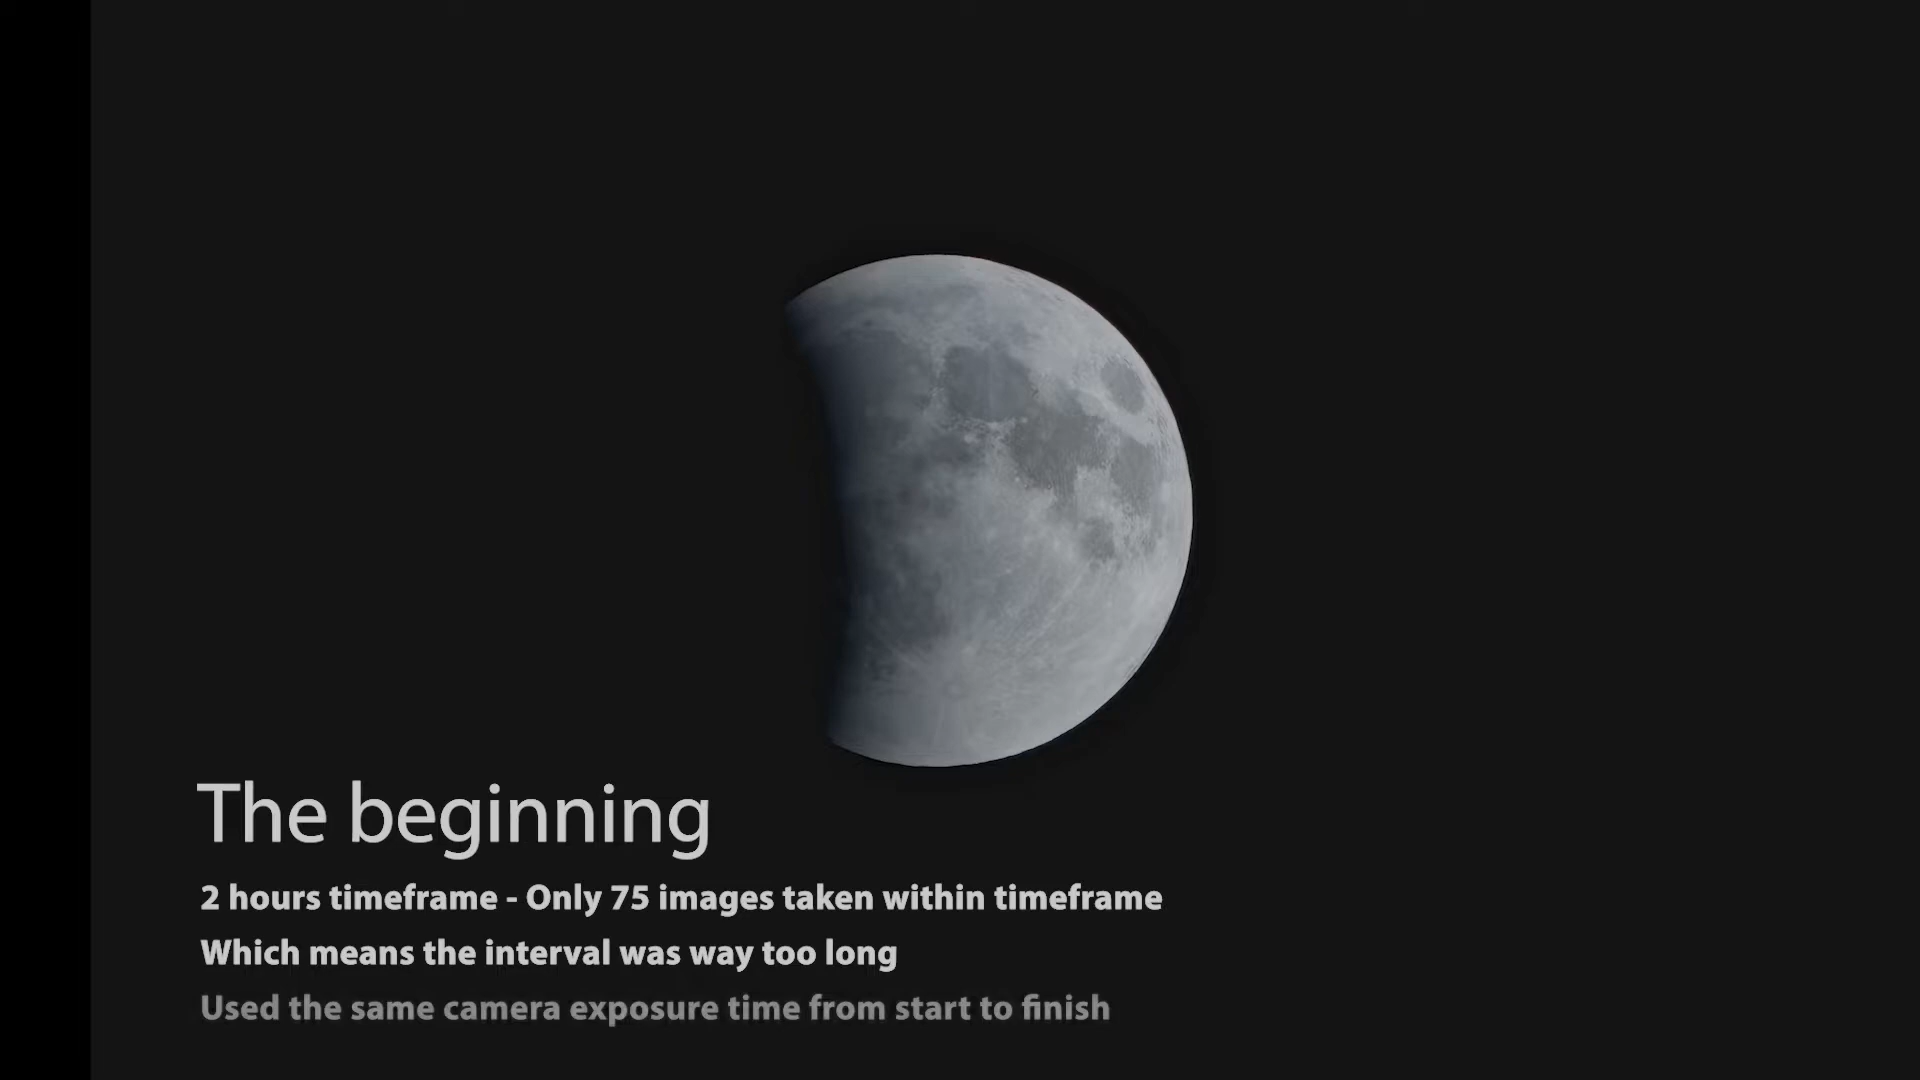 The beginning
2 hours timeframe - Only 75 images taken within timeframe
Which means the interval was way too long
Used the same camera exposure time from start to finish